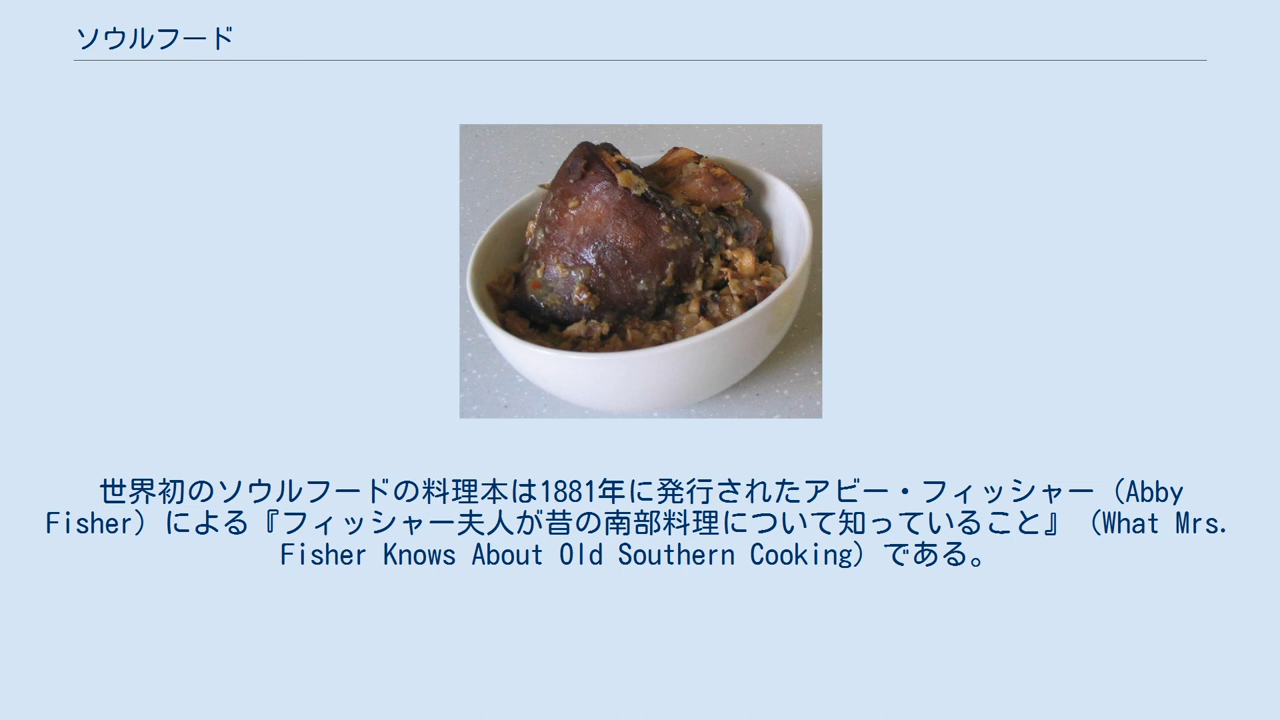 ソウルフード
世界初のソウルフードの料理本は1881年に発行されたアビー・フィッシャー（Abby
Fisher）による『フィッシャー夫人が昔の南部料理について知っていること』（What Mrs.
Fisher Knows About Old Southern Cooking）である。